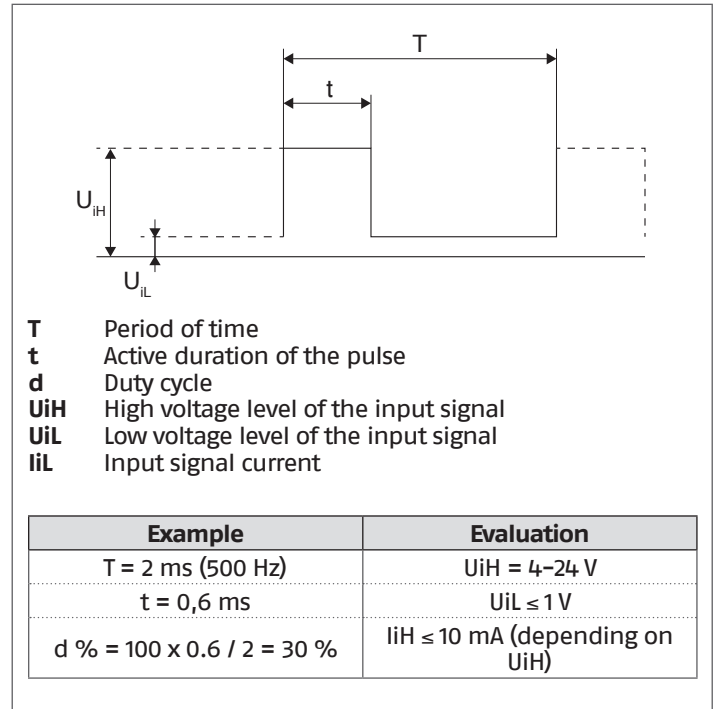 T
t
UiH
UiL
T Period of time
t Active duration of the pulse
d Duty cycle
UiH High voltage level of the input signal
UiL Low voltage level of the input signal
IiL Input signal current
Example Evaluation
T = 2 ms (500 Hz) UiH = 4–24 V
t = 0,6 ms UiL ≤ 1 V
d % = 100 x 0.6 / 2 = 30 % IiH ≤ 10 mA (depending on
UiH)